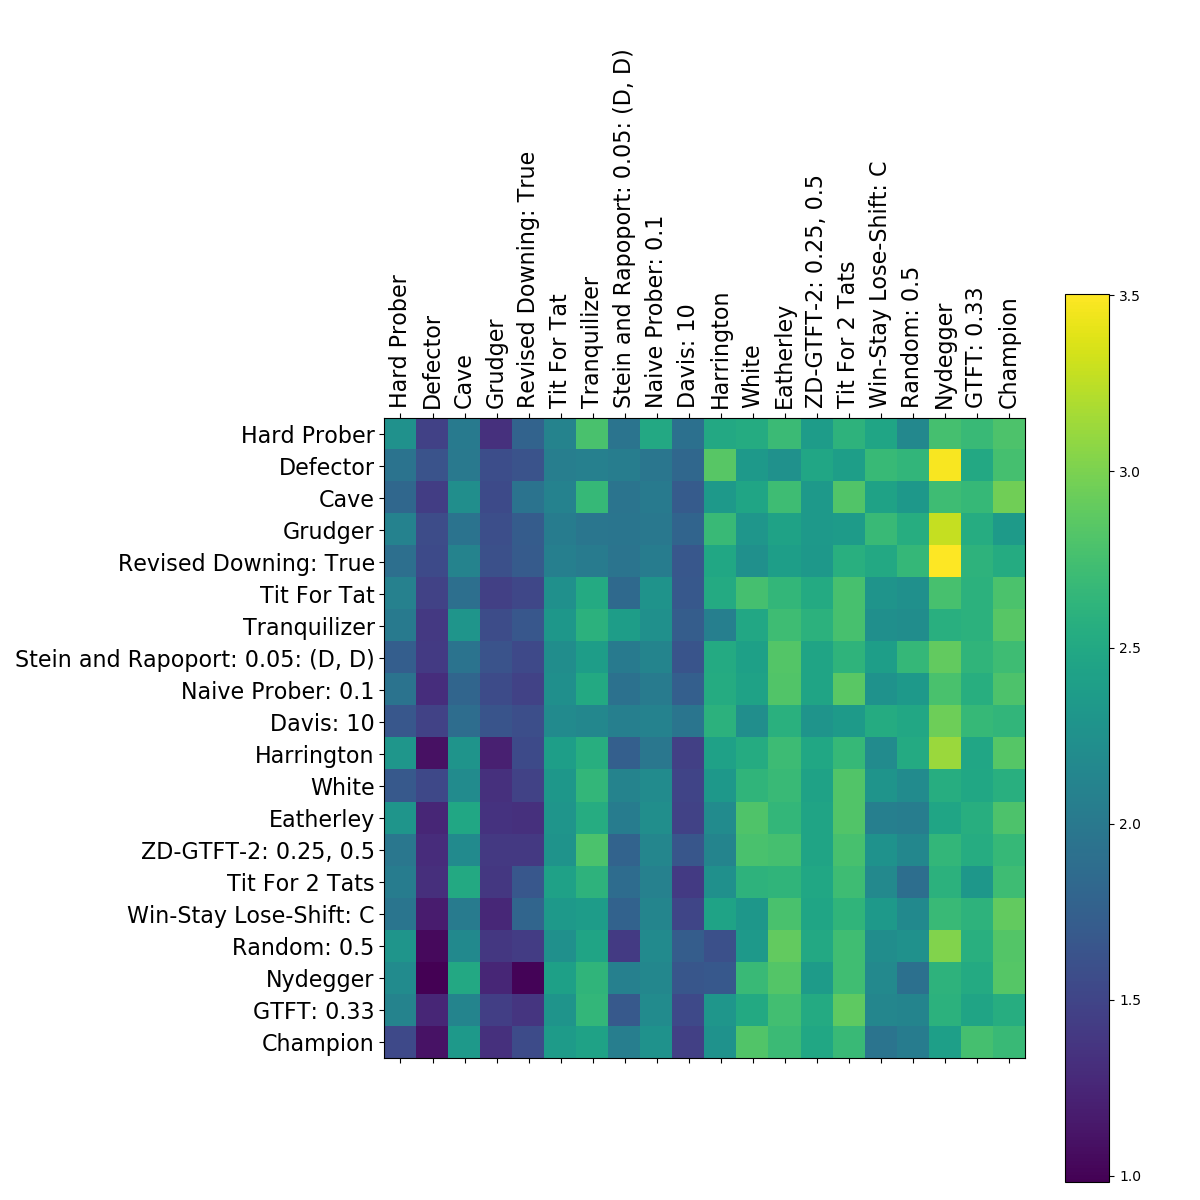 Hard Prober
Defector
Cave
Grudger
Revised Downing: True
Tit For Tat
Tranquilizer
Stein and Rapoport: 0.05: (D, D)
Naive Prober: 0.1
Davis: 10
Harrington
White
Eatherley
ZD-GTFT-2: 0.25, 0.5
Tit For 2 Tats
Win-Stay Lose-Shift: C
Random: 0.5
Nydegger
GTFT: 0.33
Champion
Hard Prober
Defector
Cave
Grudger
Revised Downing: True
Tit For Tat
Tranquilizer
Stein and Rapoport: 0.05: (D, D)
Naive Prober: 0.1
Davis: 10
Harrington
White
Eatherley
ZD-GTFT-2: 0.25, 0.5
Tit For 2 Tats
Win-Stay Lose-Shift: C
Random: 0.5
Nydegger
GTFT: 0.33
Champion
3.5
3.0
2.5
2.0
1.5
1.0